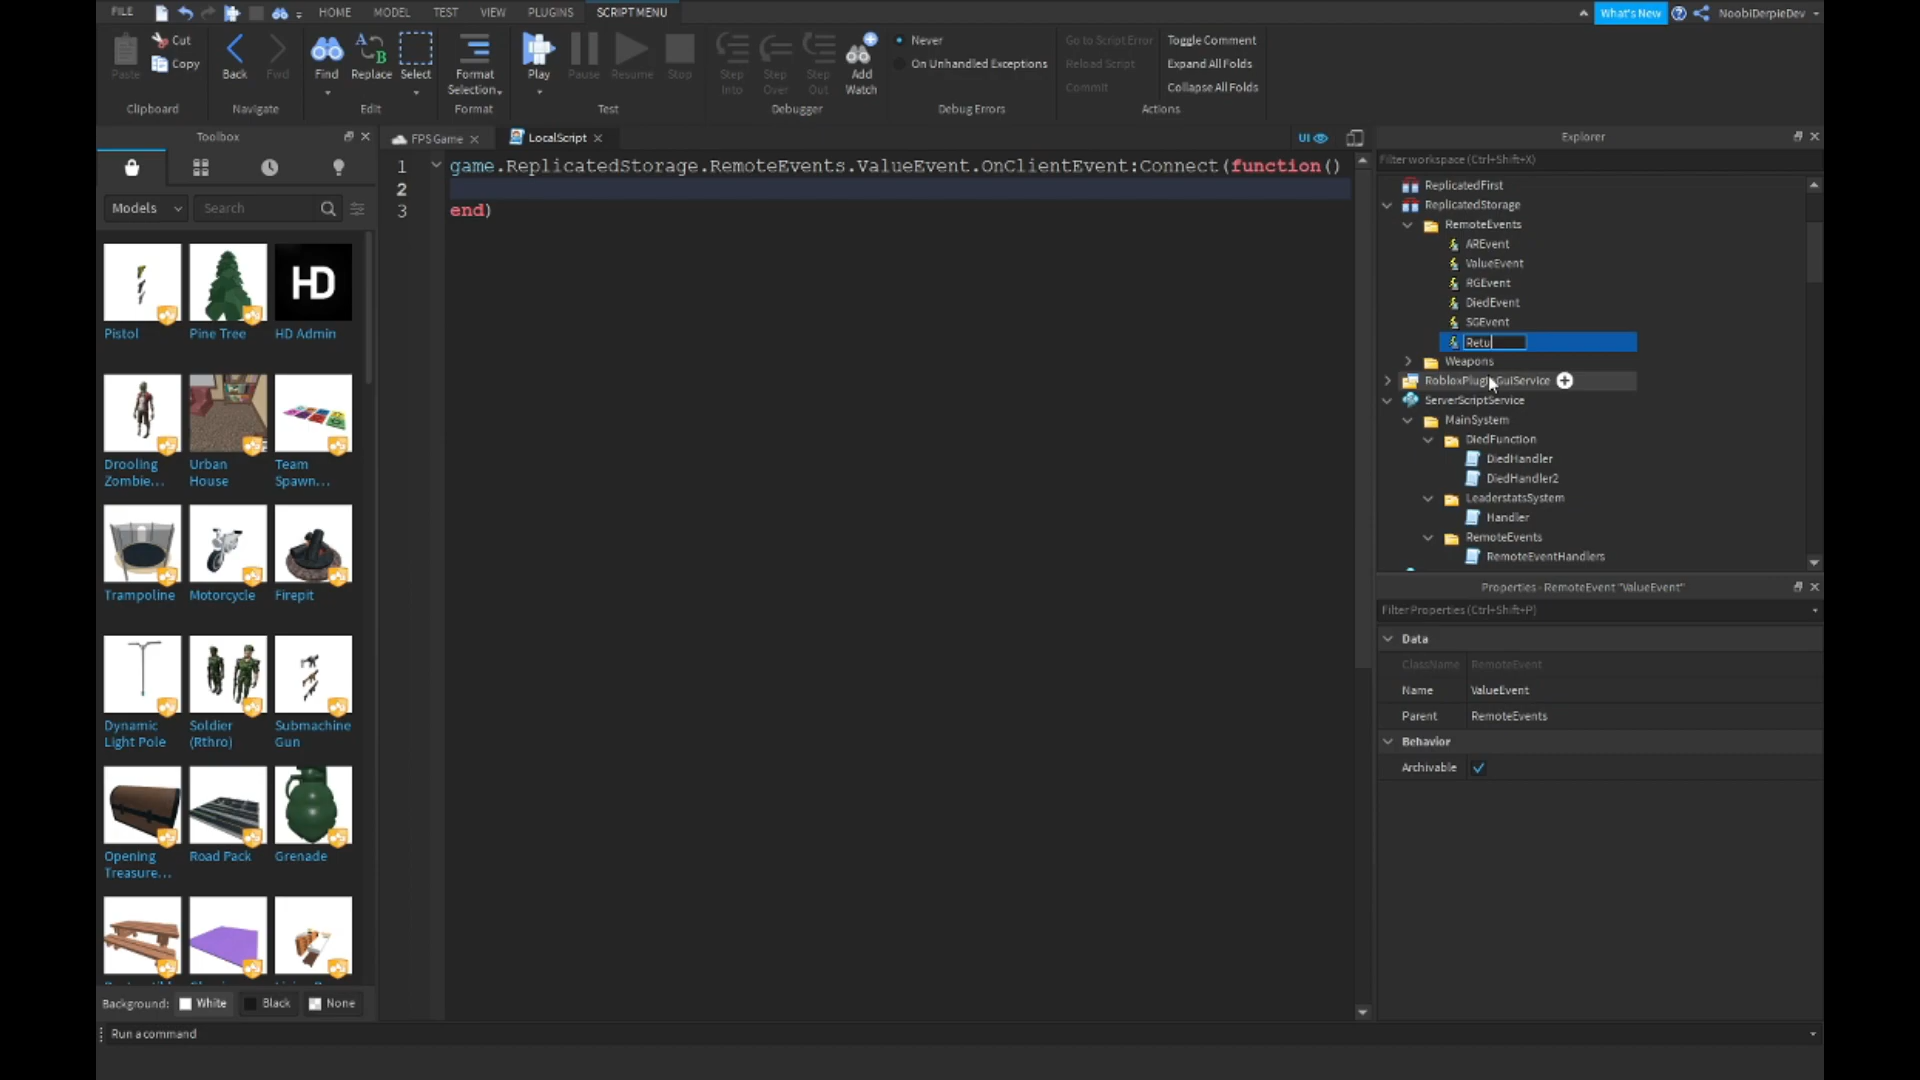 FILE HOME MODEL TEST VIEW PLUGINS SCRIPT MENU What's New NoobiDerpieDev
Paste Cut Copy
Clipboard
Back Fwd
Navigate
Find Replace Select
Edit
Format Selection
Format
Play Pause Resume Stop
Test
Step Into Step Over Step Out Add Watch
Debugger
Never
On Unhandled Exceptions
Debug Errors
Go to Script Error Toggle Comment
Reload Script Expand All Folds
Commit Collapse All Folds
Actions
Toolbox
Models Search
Pistol Pine Tree HD Admin
HD
Drooling Zombie... Urban House Team Spawn...
Trampoline Motorcycle Firepit
Dynamic Light Pole Soldier (Rthro) Submachine Gun
Opening Treasure... Road Pack Grenade
Background: White Black None
Run a command
FPS Game LocalScript UI
1 game.ReplicatedStorage.RemoteEvents.ValueEvent.OnClientEvent:Connect(function()
2
3 end)
Explorer
Filter workspace (Ctrl+Shift+X)
ReplicatedFirst
ReplicatedStorage
RemoteEvents
AREvent
ValueEvent
RGEvent
DiedEvent
SGEvent
Retu
Weapons
RobloxPluginGuiService
ServerScriptService
MainSystem
DiedFunction
DiedHandler
DiedHandler2
LeaderstatsSystem
Handler
RemoteEvents
RemoteEventHandlers
Properties - RemoteEvent "ValueEvent"
Filter Properties (Ctrl+Shift+P)
Data
ClassName RemoteEvent
Name ValueEvent
Parent RemoteEvents
Behavior
Archivable